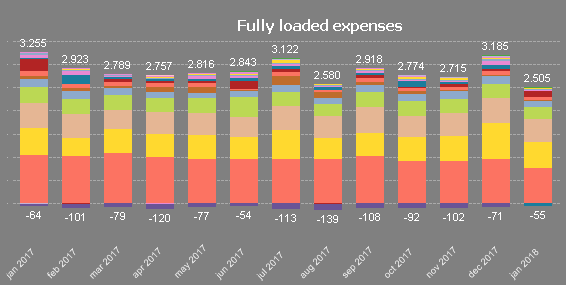 Fully loaded expenses
3.255 2.923 2.789 2.757 2.816 2.843 3.122 2.580 2.918 2.774 2.715 3.185 2.505
-64 -101 -79 -120 -77 -54 -113 -139 -108 -92 -102 -71 -55
jan 2017 feb 2017 mar 2017 apr 2017 may 2017 jun 2017 jul 2017 aug 2017 sep 2017 oct 2017 nov 2017 dec 2017 jan 2018